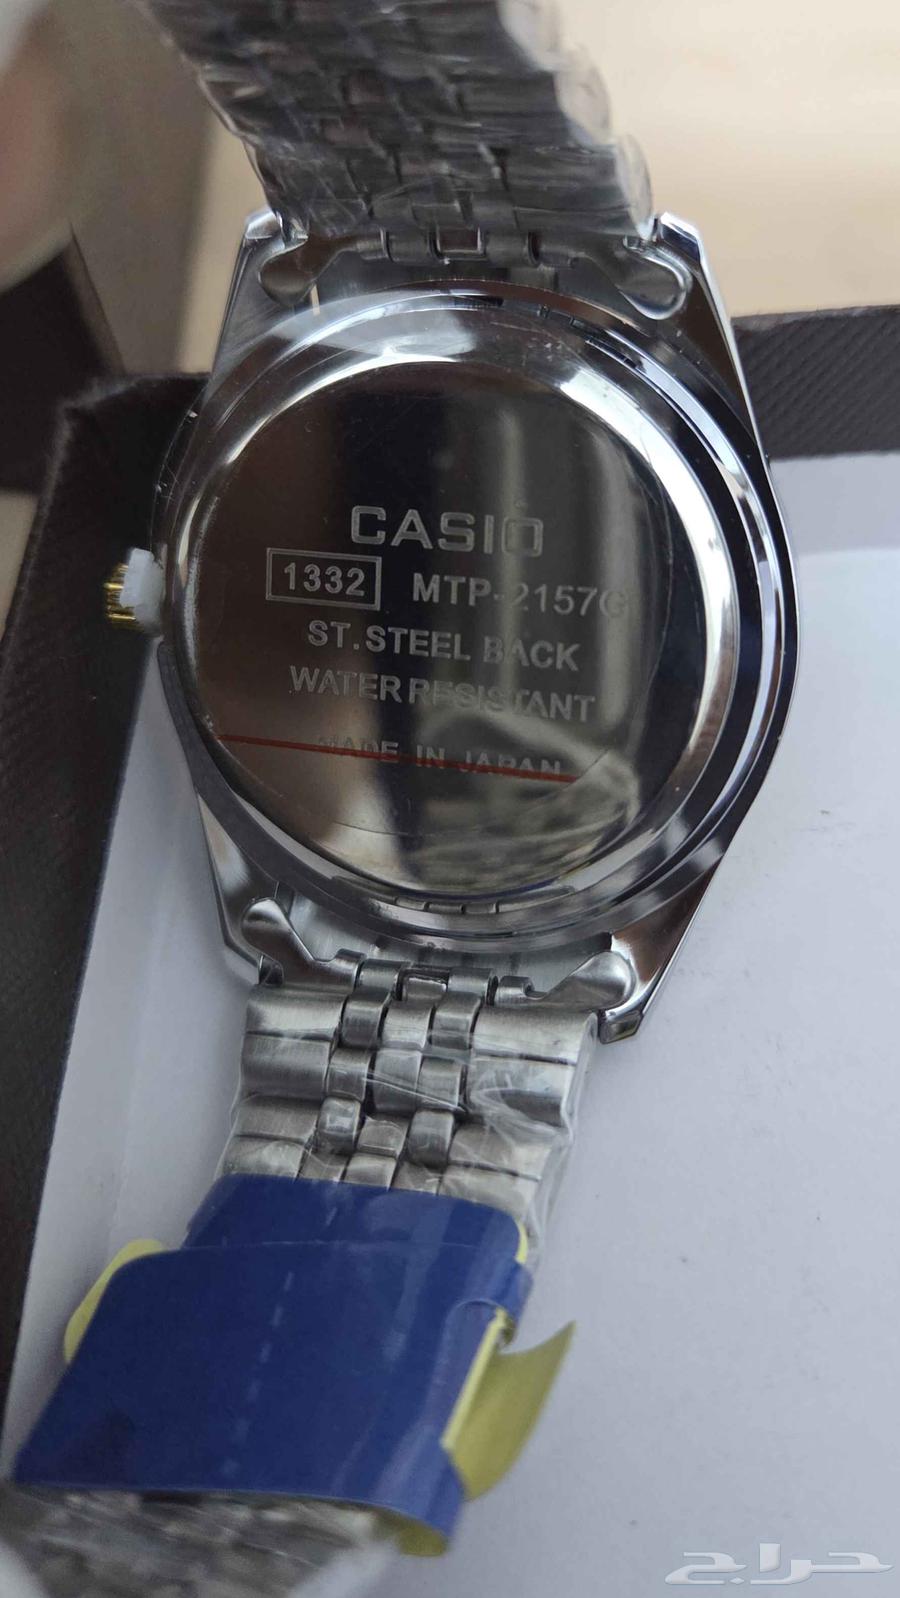 CASIO
1332 MTP-2157G
ST.STEEL BACK
WATER RESISTANT
MADE IN JAPAN
حراج